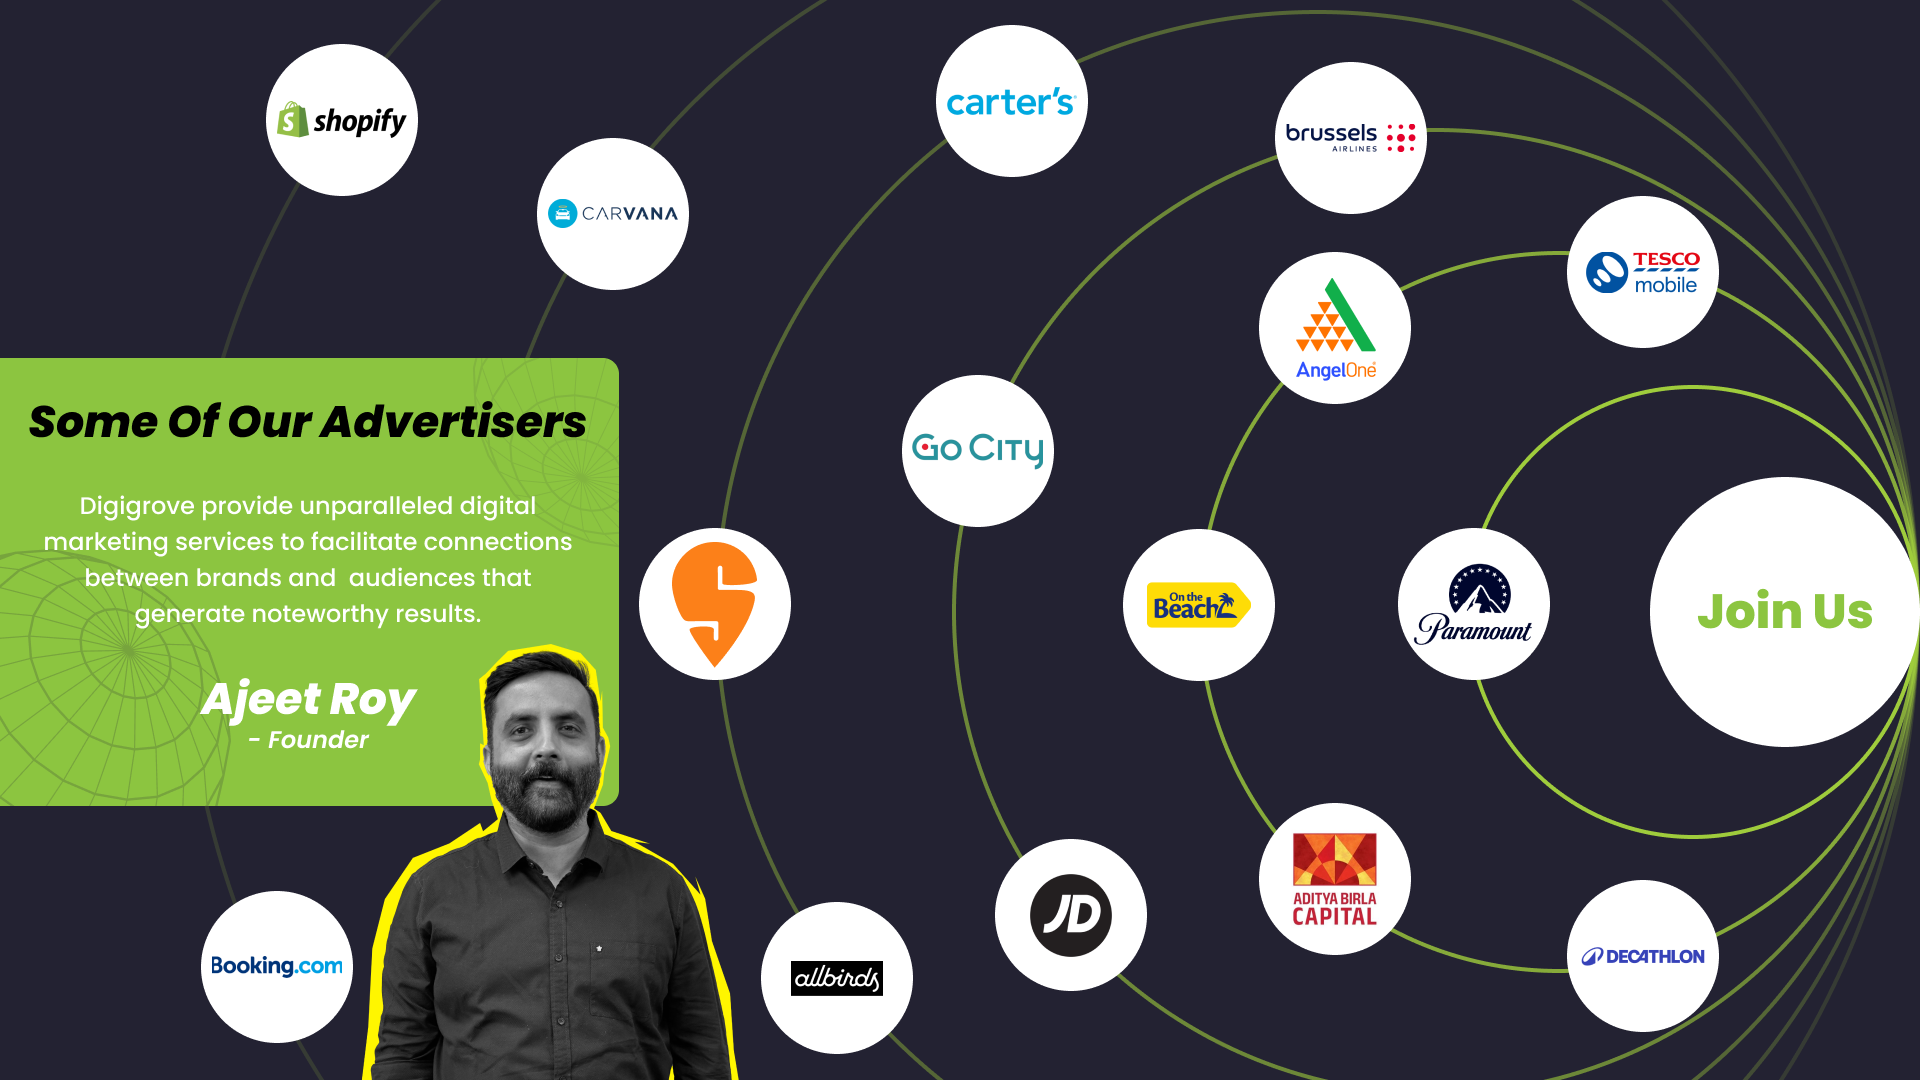 shopify
CARVANA
carter's
brussels
AIRLINES
TESCO
mobile
AngelOne
Go City
Some Of Our Advertisers
Digigrove provide unparalleled digital
marketing services to facilitate connections
between brands and  audiences that
generate noteworthy results.
Ajeet Roy
- Founder
On the
Beach
Paramount
Join Us
JD
ADITYA BIRLA
CAPITAL
DECATHLON
Booking.com
allbirds